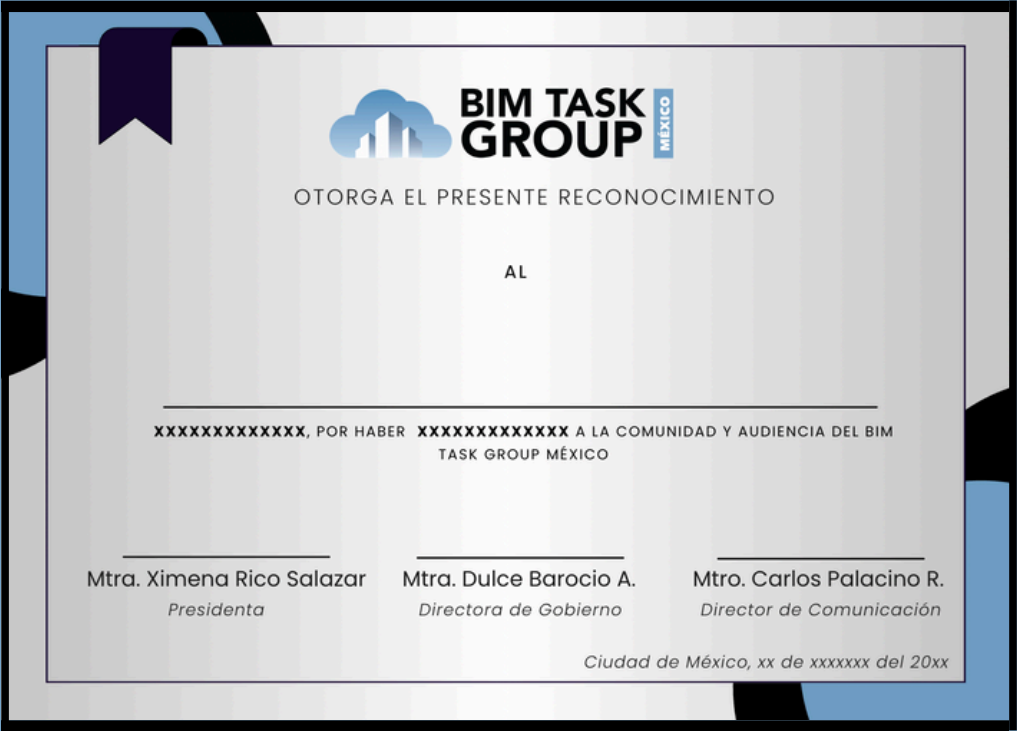 BIM TASK
GROUP
MÉXICO
OTORGA EL PRESENTE RECONOCIMIENTO
AL
XXXXXXXXXXXXX, POR HABER XXXXXXXXXXXXX A LA COMUNIDAD Y AUDIENCIA DEL BIM
TASK GROUP MÉXICO
Mtra. Ximena Rico Salazar
Presidenta
Mtra. Dulce Barocio A.
Directora de Gobierno
Mtro. Carlos Palacino R.
Director de Comunicación
Ciudad de México, xx de xxxxxxx del 20xx